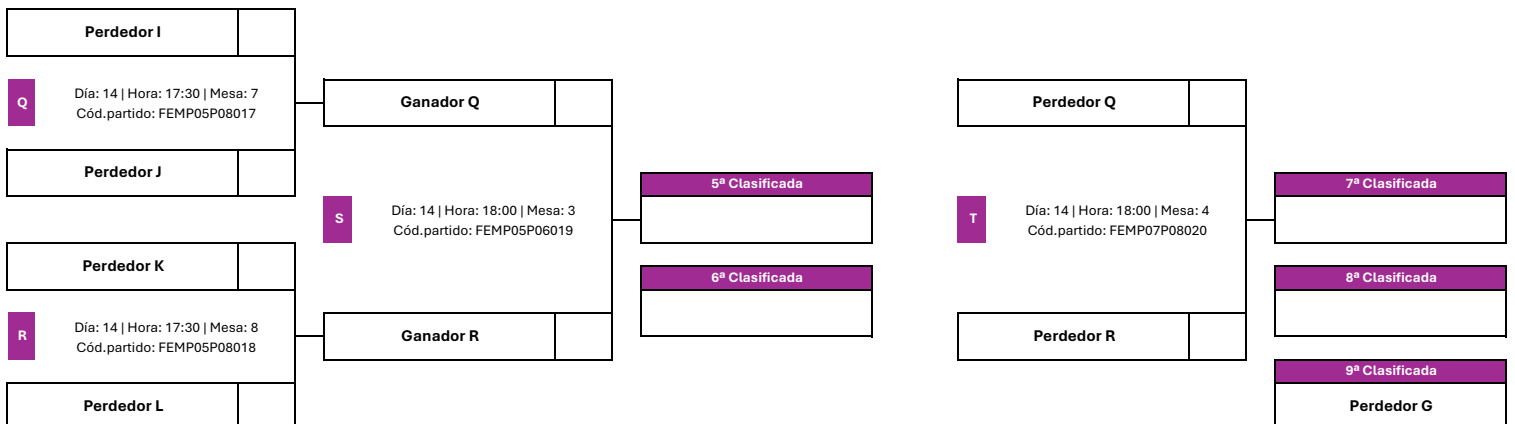 Perdedor I
Q
Día: 14 | Hora: 17:30 | Mesa: 7
Cód.partido: FEMP05P08017
Perdedor J
Perdedor K
R
Día: 14 | Hora: 17:30 | Mesa: 8
Cód.partido: FEMP05P08018
Perdedor L
Ganador Q
S
Día: 14 | Hora: 18:00 | Mesa: 3
Cód.partido: FEMP05P06019
Ganador R
5ª Clasificada
6ª Clasificada
Perdedor Q
T
Día: 14 | Hora: 18:00 | Mesa: 4
Cód.partido: FEMP07P08020
Perdedor R
7ª Clasificada
8ª Clasificada
9ª Clasificada
Perdedor G